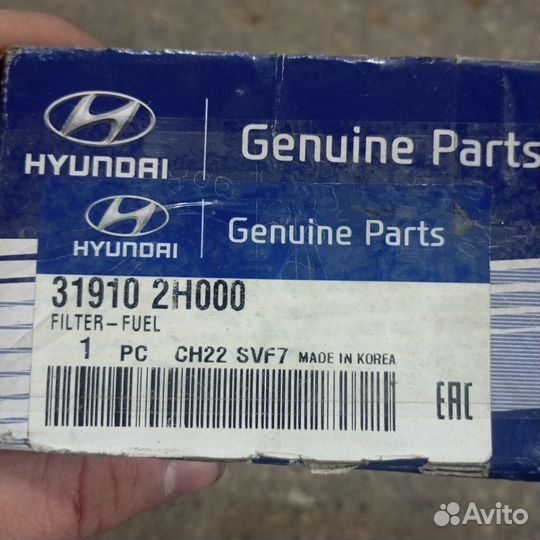 HYUNDAI
Genuine Parts
HYUNDAI
Genuine Parts
31910 2H000
FILTER-FUEL
1 PC CH22 SVF7 MADE IN KOREA
EAC
Avito